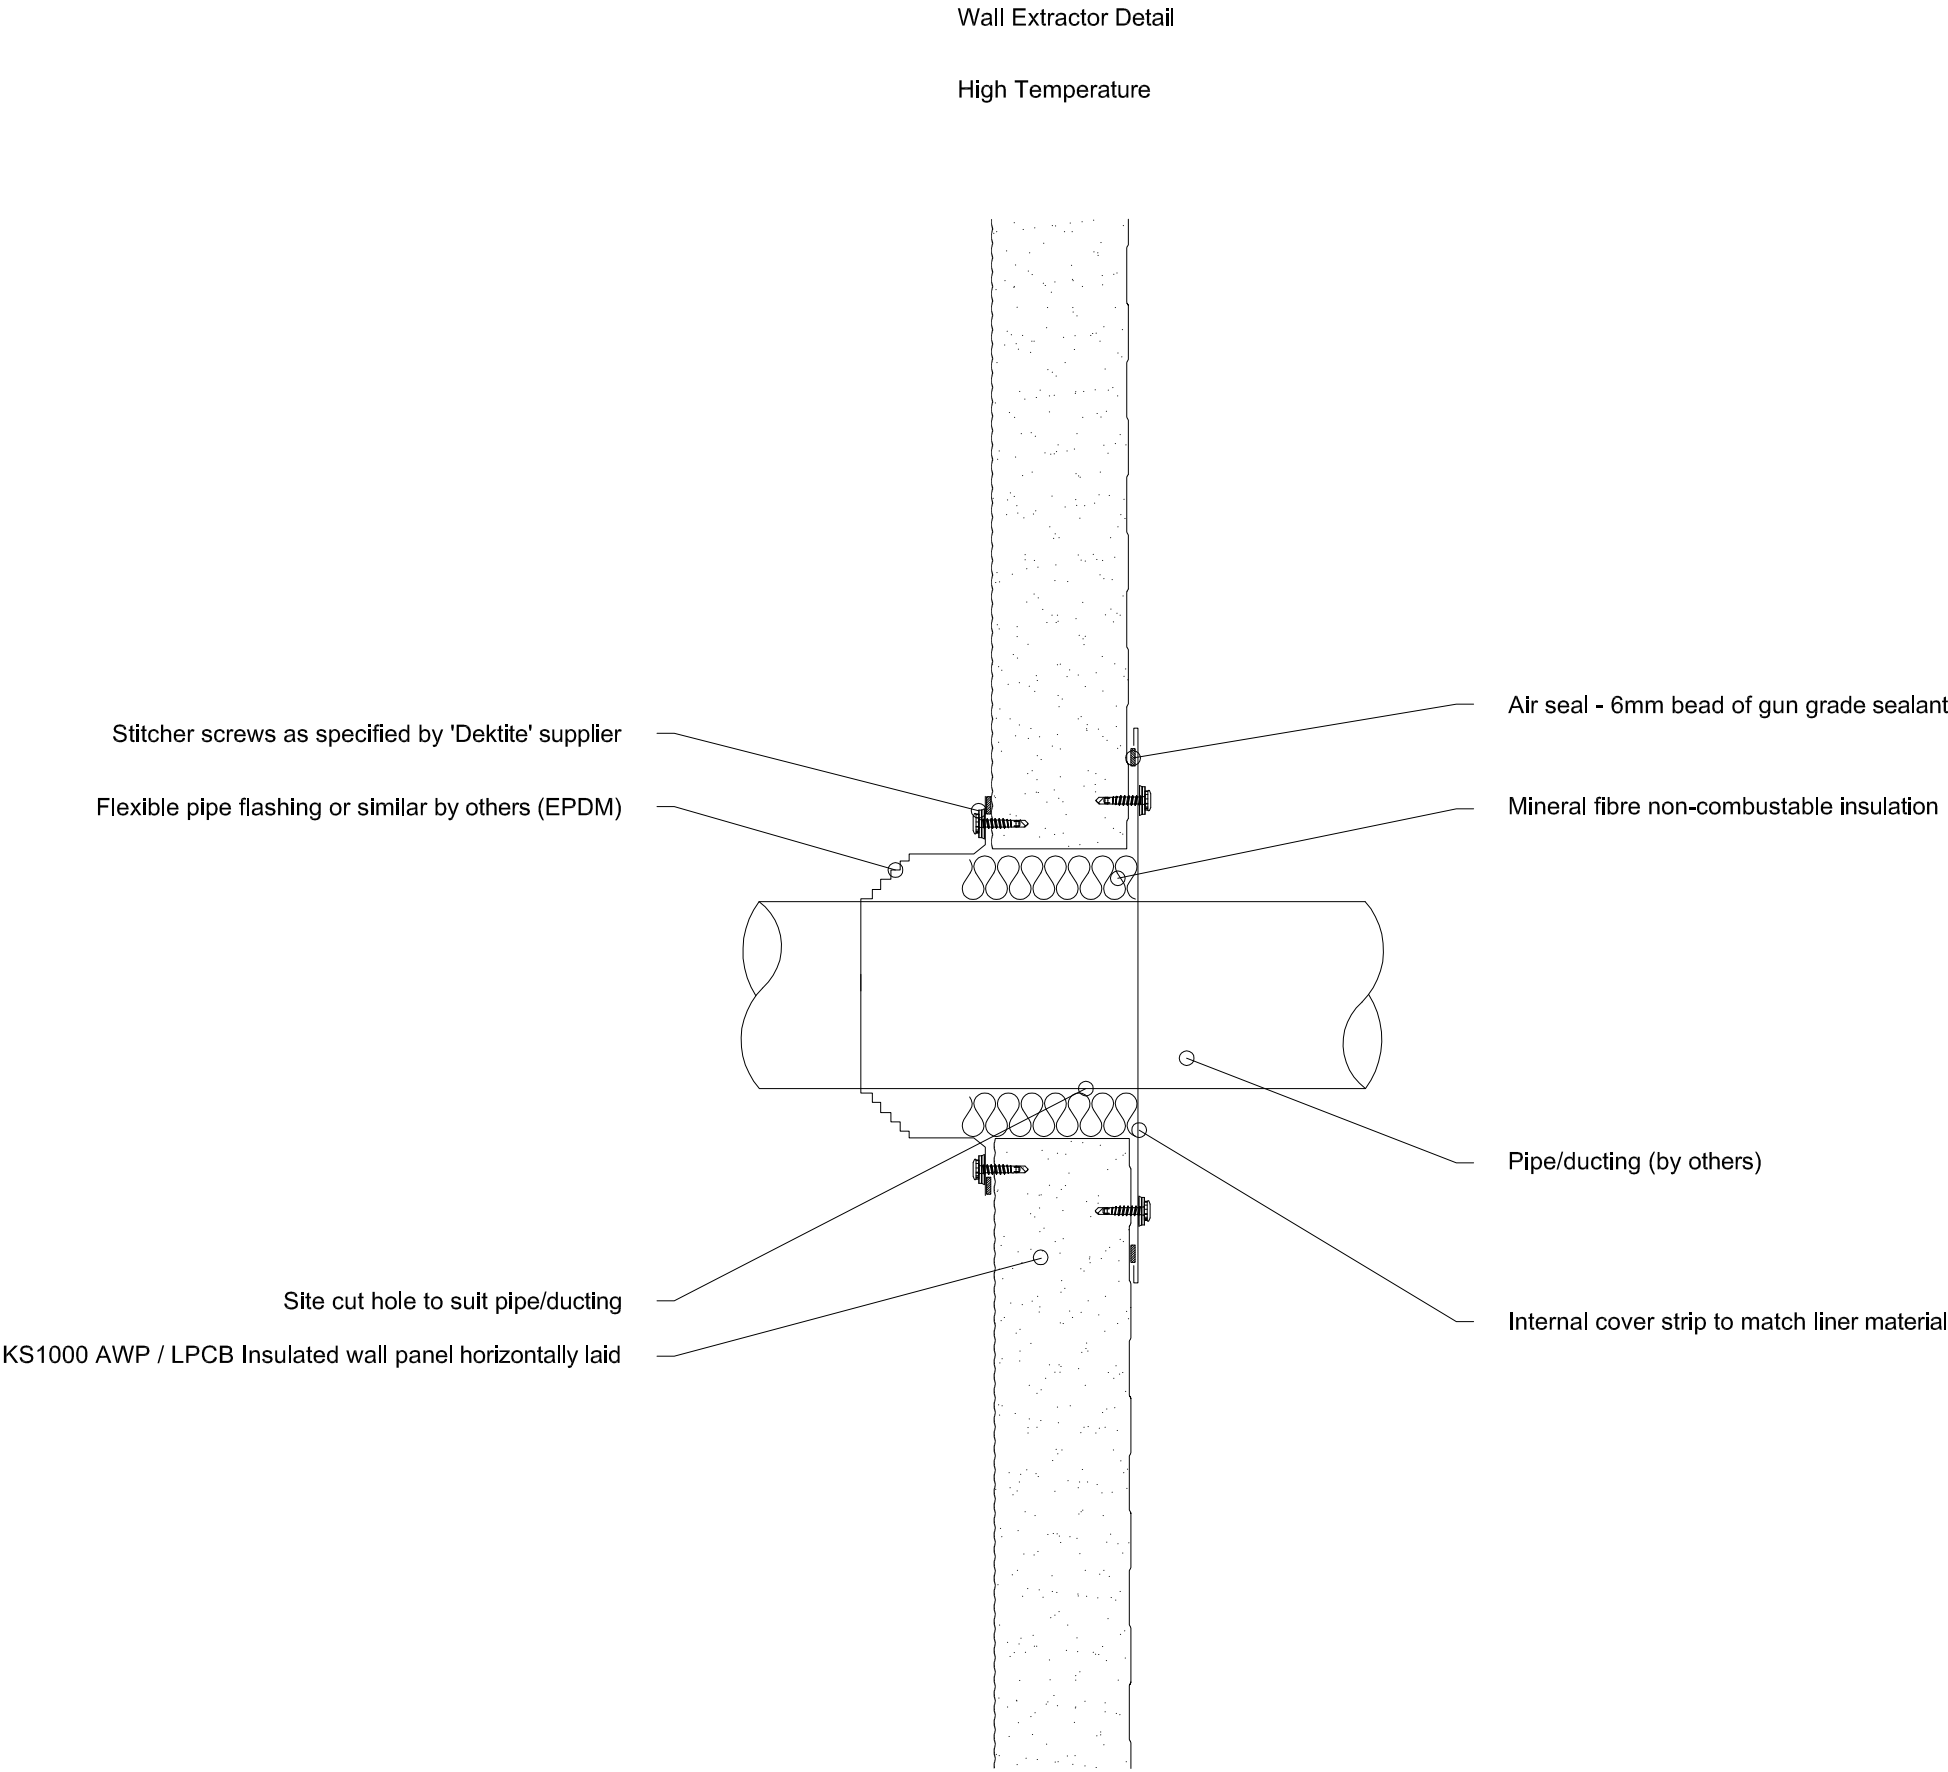 Wall Extractor Detail
High Temperature
Air seal - 6mm bead of gun grade sealant
Stitcher screws as specified by 'Dektite' supplier
Flexible pipe flashing or similar by others (EPDM)
Mineral fibre non-combustable insulation
Pipe/ducting (by others)
Site cut hole to suit pipe/ducting
Internal cover strip to match liner material
KS1000 AWP / LPCB Insulated wall panel horizontally laid